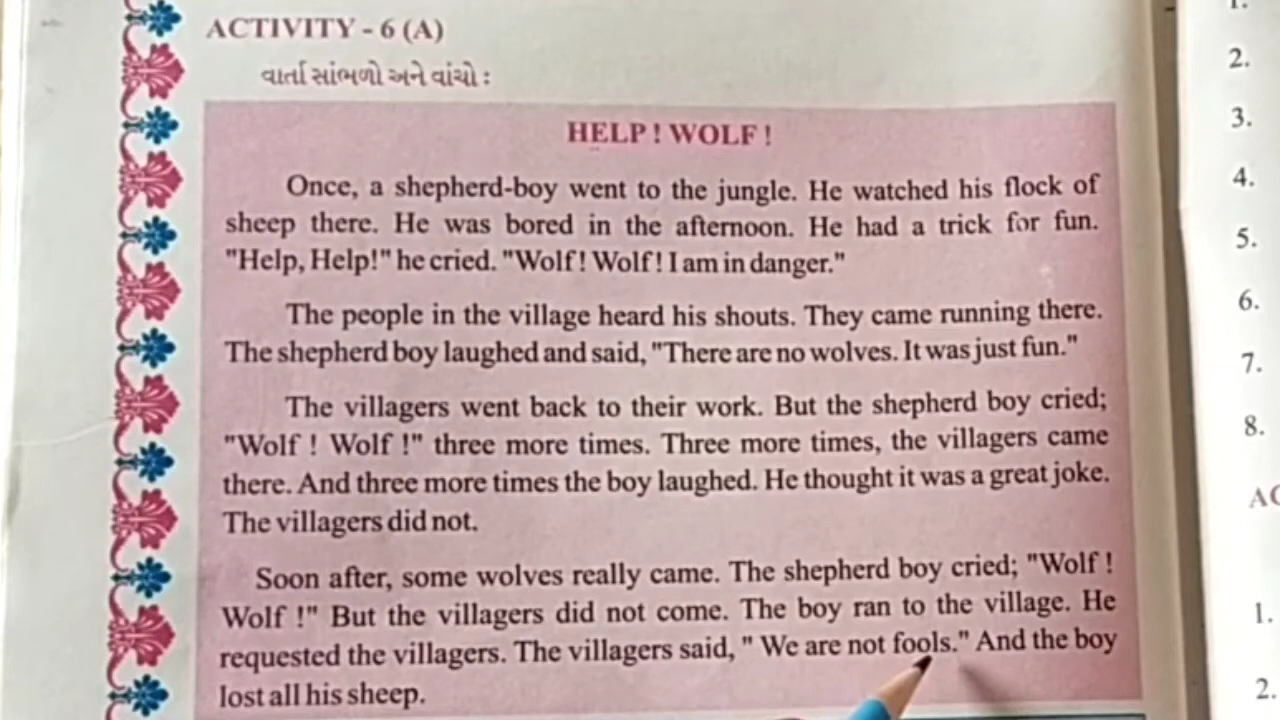 ACTIVITY - 6 (A)
વાર્તા સાંભળો અને વાંચો :
HELP ! WOLF !
Once, a shepherd-boy went to the jungle. He watched his flock of
sheep there. He was bored in the afternoon. He had a trick for fun.
"Help, Help!" he cried. "Wolf! Wolf! I am in danger."
The people in the village heard his shouts. They came running there.
The shepherd boy laughed and said, "There are no wolves. It was just fun."
The villagers went back to their work. But the shepherd boy cried;
"Wolf ! Wolf !" three more times. Three more times, the villagers came
there. And three more times the boy laughed. He thought it was a great joke.
The villagers did not.
Soon after, some wolves really came. The shepherd boy cried; "Wolf !
Wolf !" But the villagers did not come. The boy ran to the village. He
requested the villagers. The villagers said, " We are not fools." And the boy
lost all his sheep.
1.
2.
3.
4.
5.
6.
7.
8.
1.
2.